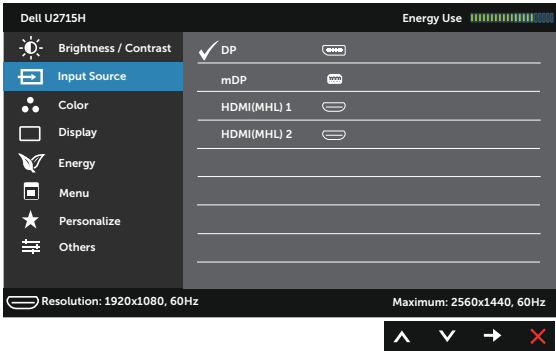 Dell U2715H
Energy Use
Brightness / Contrast
Input Source
Color
Display
Energy
Menu
Personalize
Others
DP
mDP
HDMI(MHL) 1
HDMI(MHL) 2
Resolution: 1920x1080, 60Hz
Maximum: 2560x1440, 60Hz